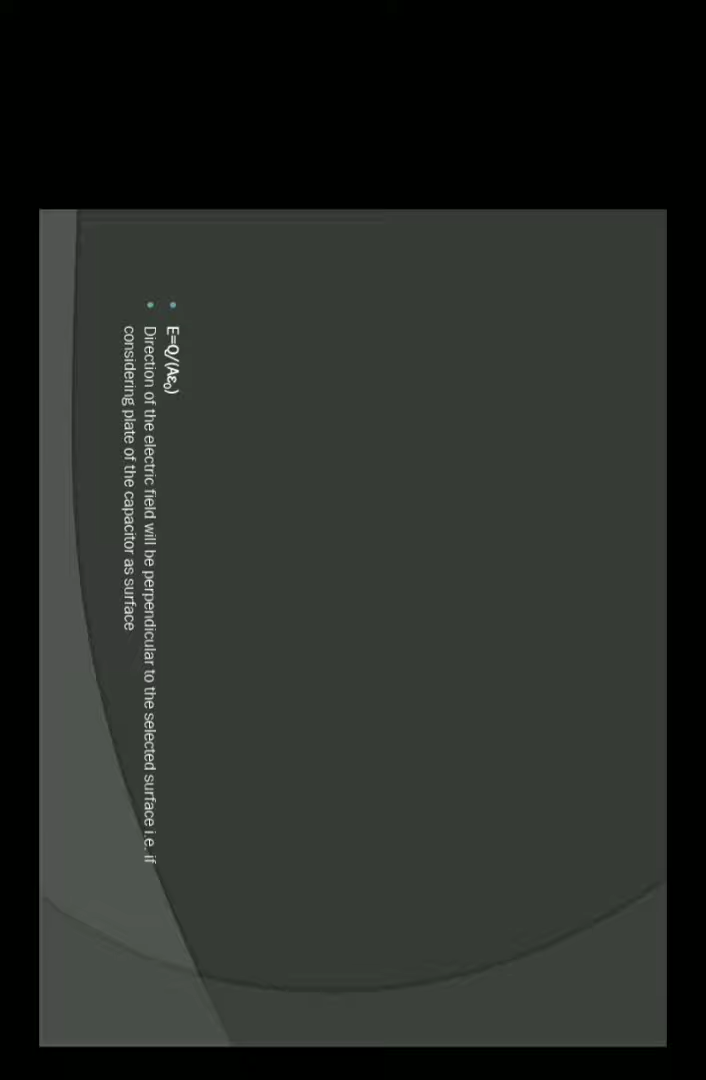 E=Q/(Aε₀)
Direction of the electric field will be perpendicular to the selected surface i.e. if
considering plate of the capacitor as surface